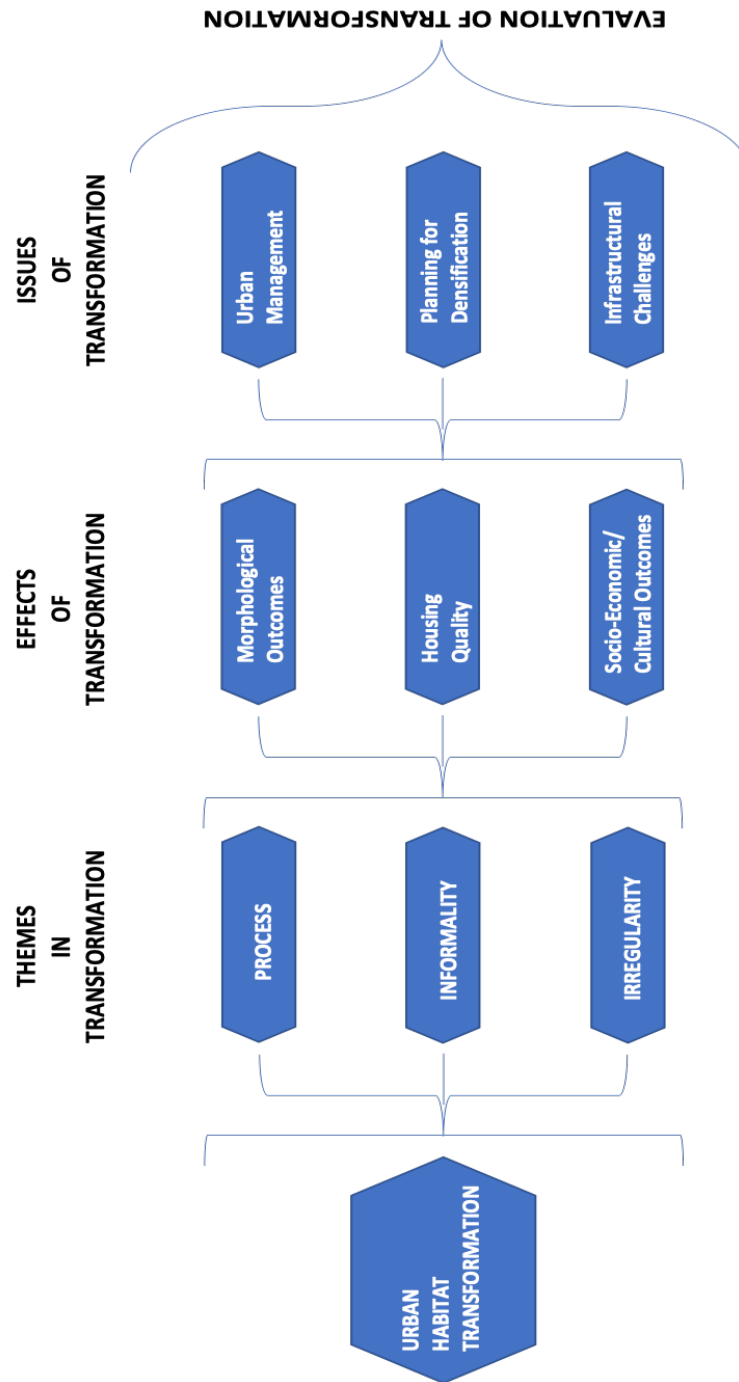 URBAN
HABITAT
TRANSFORMATION
THEMES
IN
TRANSFORMATION
PROCESS
INFORMALITY
IRREGULARITY
EFFECTS
OF
TRANSFORMATION
Morphological
Outcomes
Housing
Quality
Socio-Economic/
Cultural Outcomes
ISSUES
OF
TRANSFORMATION
Urban
Management
Planning for
Densification
Infrastructural
Challenges
EVALUATION OF TRANSFORMATION